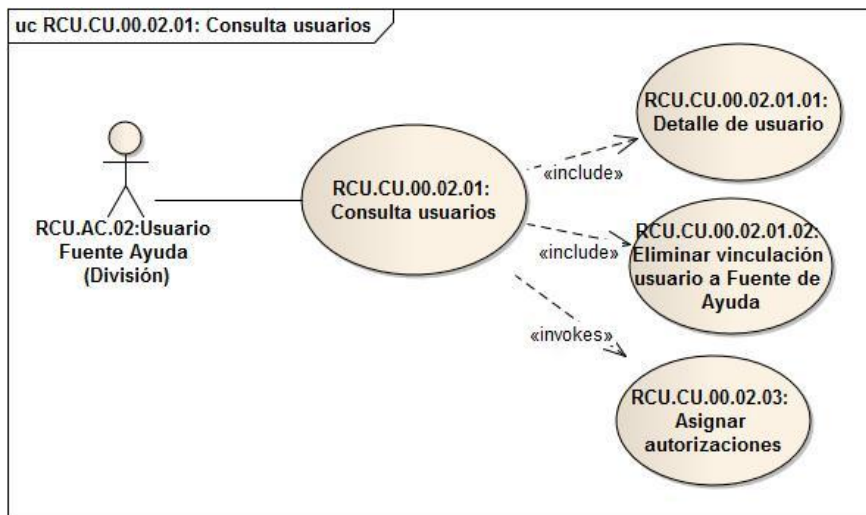 uc RCU.CU.00.02.01: Consulta usuarios
RCU.AC.02:Usuario
Fuente Ayuda
(División)
RCU.CU.00.02.01:
Consulta usuarios
«include»
«include»
«invokes»
RCU.CU.00.02.01.01:
Detalle de usuario
RCU.CU.00.02.01.02:
Eliminar vinculación
usuario a Fuente de
Ayuda
RCU.CU.00.02.03:
Asignar
autorizaciones